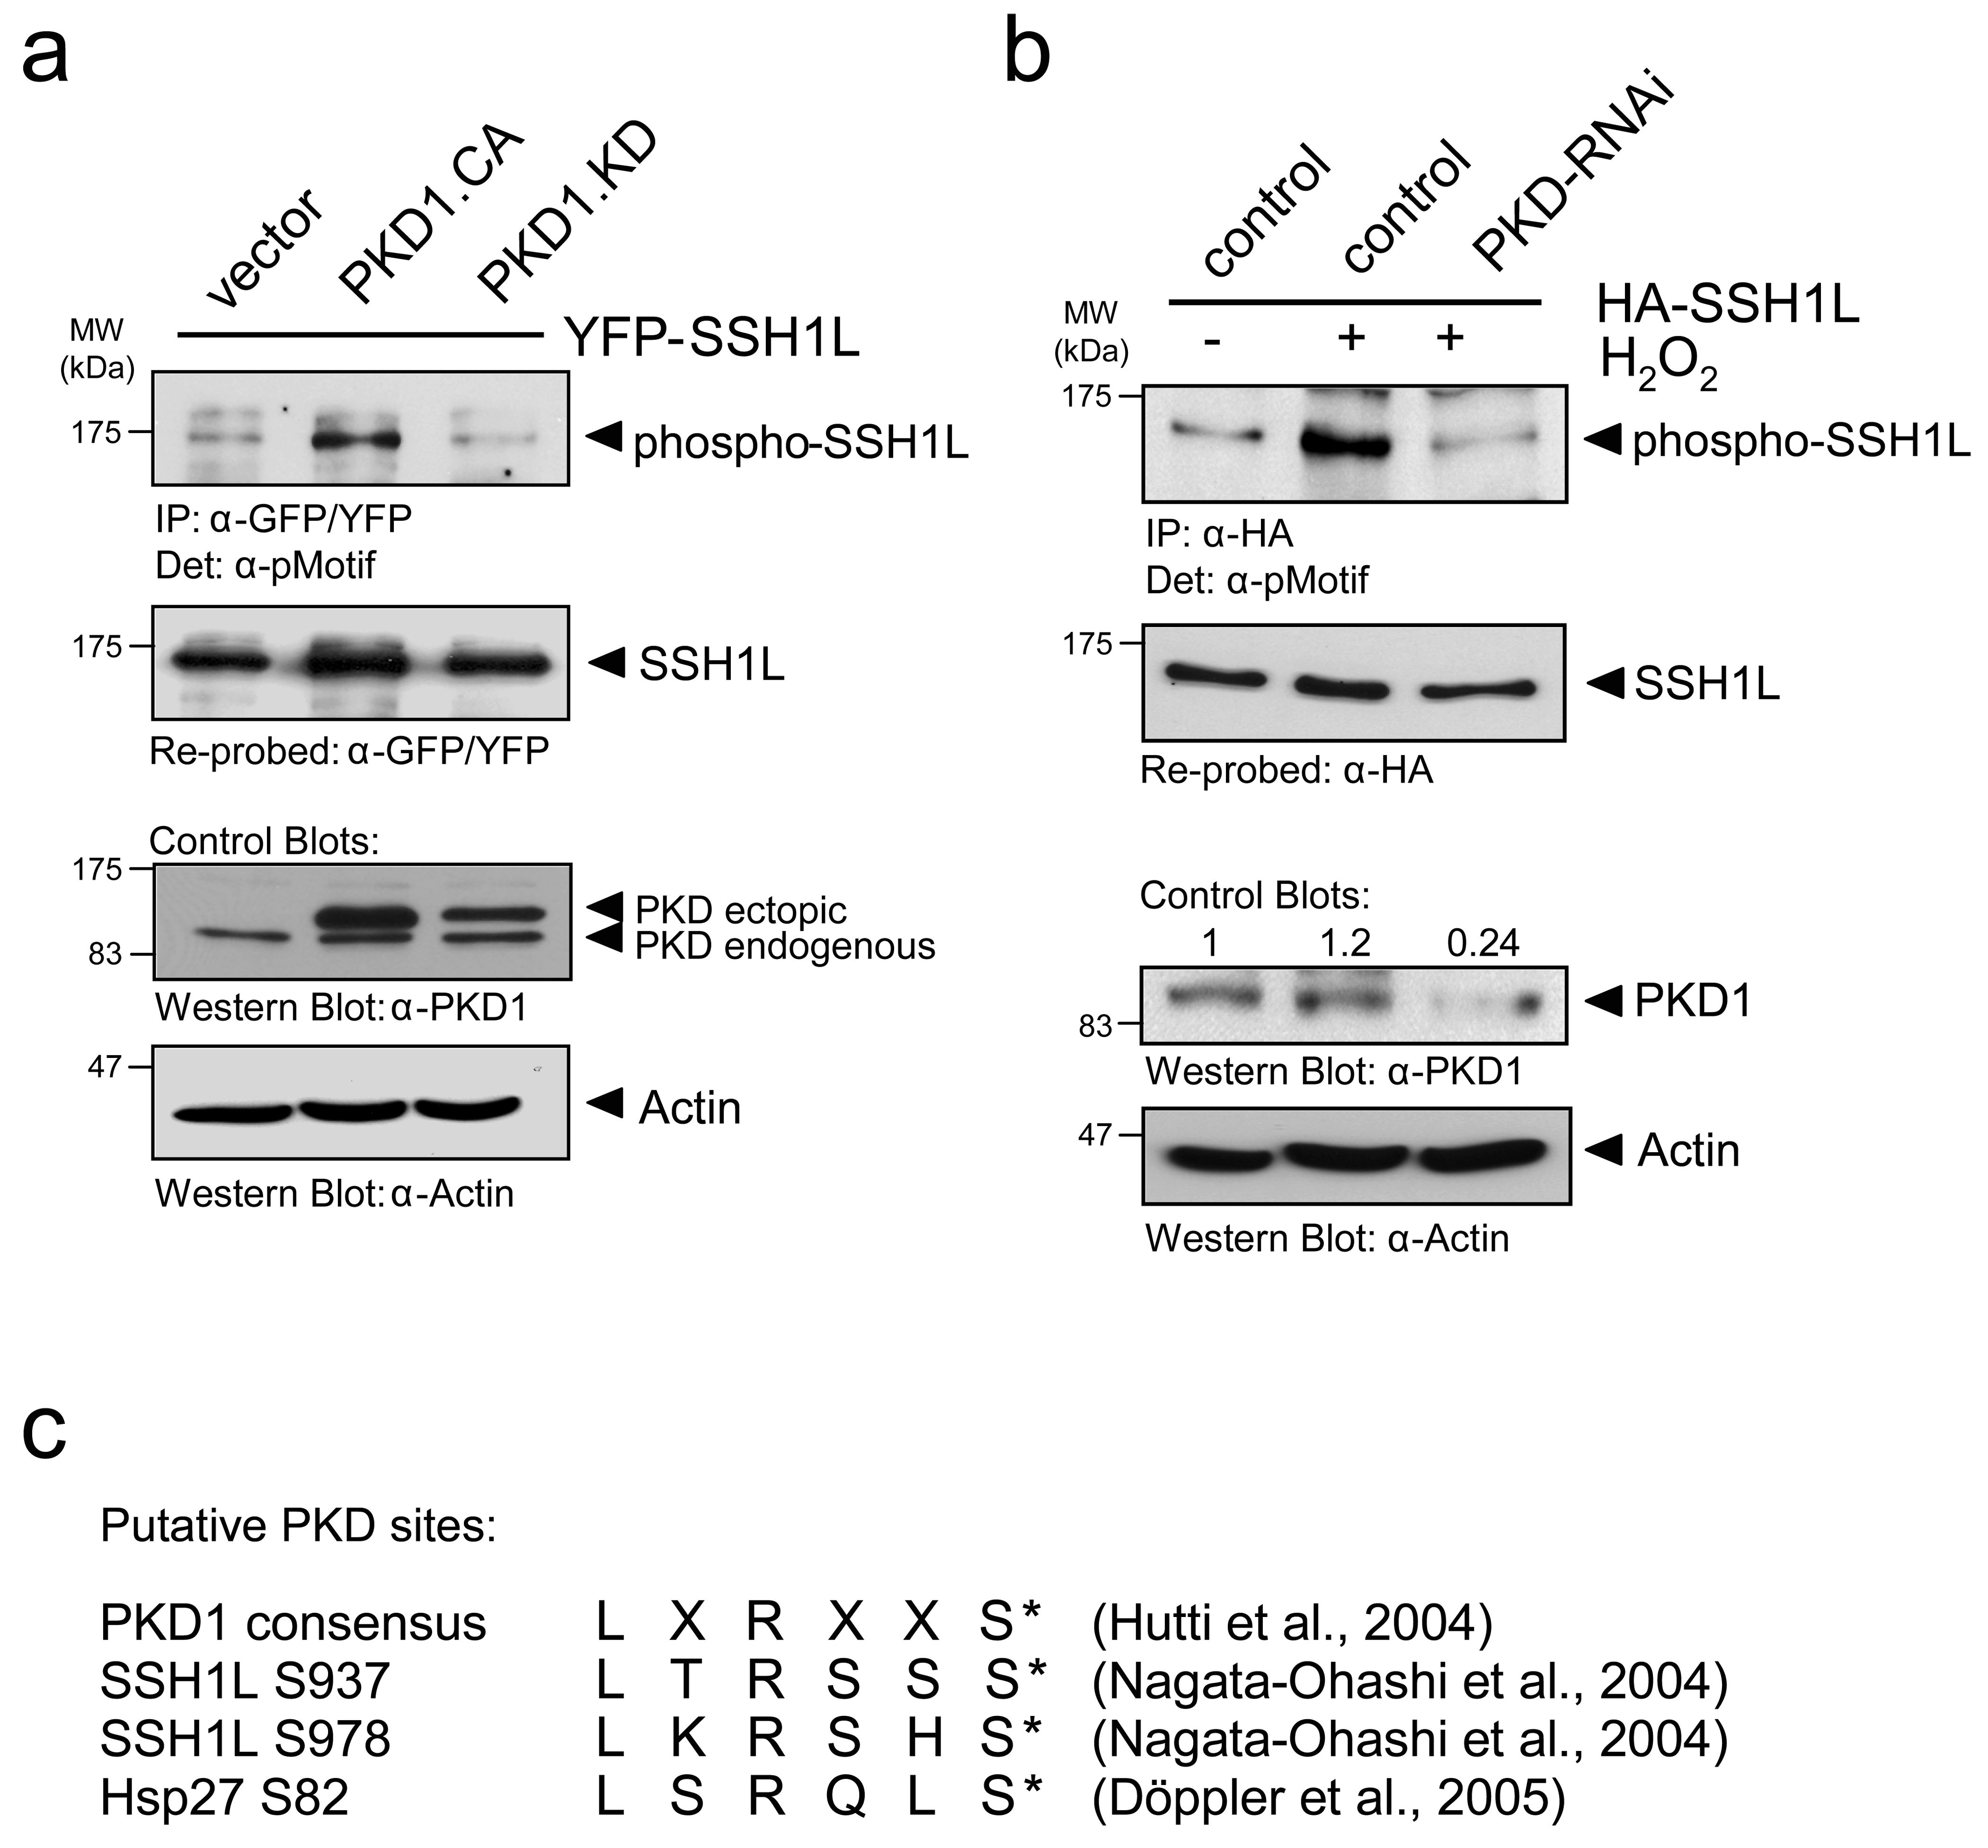 a
vector
PKD1.CA
PKD1.KD
MW
(kDa)
YFP-SSH1L
175
phospho-SSH1L
IP: α-GFP/YFP
Det: α-pMotif
175
SSH1L
Re-probed: α-GFP/YFP
Control Blots:
175
PKD ectopic
PKD endogenous
83
Western Blot: α-PKD1
47
Actin
Western Blot: α-Actin
b
control
control
PKD-RNAi
MW
(kDa)
HA-SSH1L
- + + H₂O₂
175
phospho-SSH1L
IP: α-HA
Det: α-pMotif
175
SSH1L
Re-probed: α-HA
Control Blots:
1 1.2 0.24
PKD1
83
Western Blot: α-PKD1
47
Actin
Western Blot: α-Actin
c
Putative PKD sites:
PKD1 consensus L X R X X S* (Hutti et al., 2004)
SSH1L S937 L T R S S S* (Nagata-Ohashi et al., 2004)
SSH1L S978 L K R S H S* (Nagata-Ohashi et al., 2004)
Hsp27 S82 L S R Q L S* (Döppler et al., 2005)